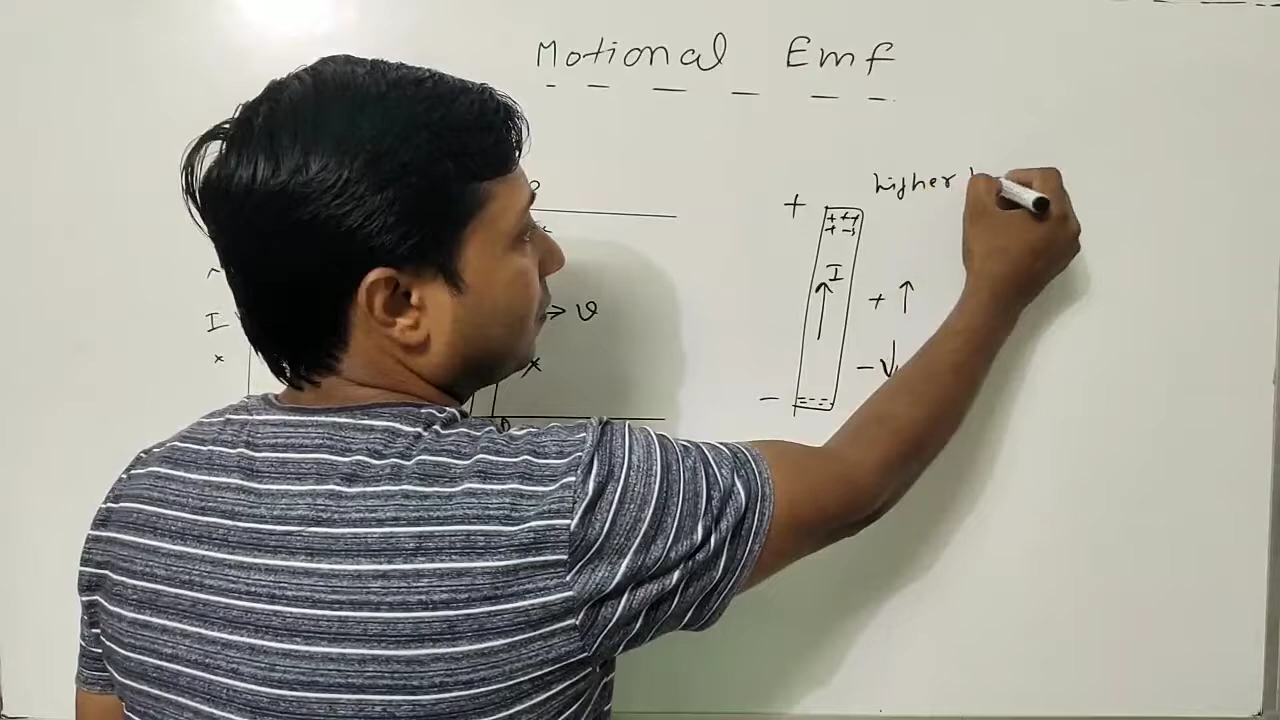 Motional Emf
higher
+
+ + +
+ - s
I
I
+ ↑
→ v
×
×
- ↓
-
- - -